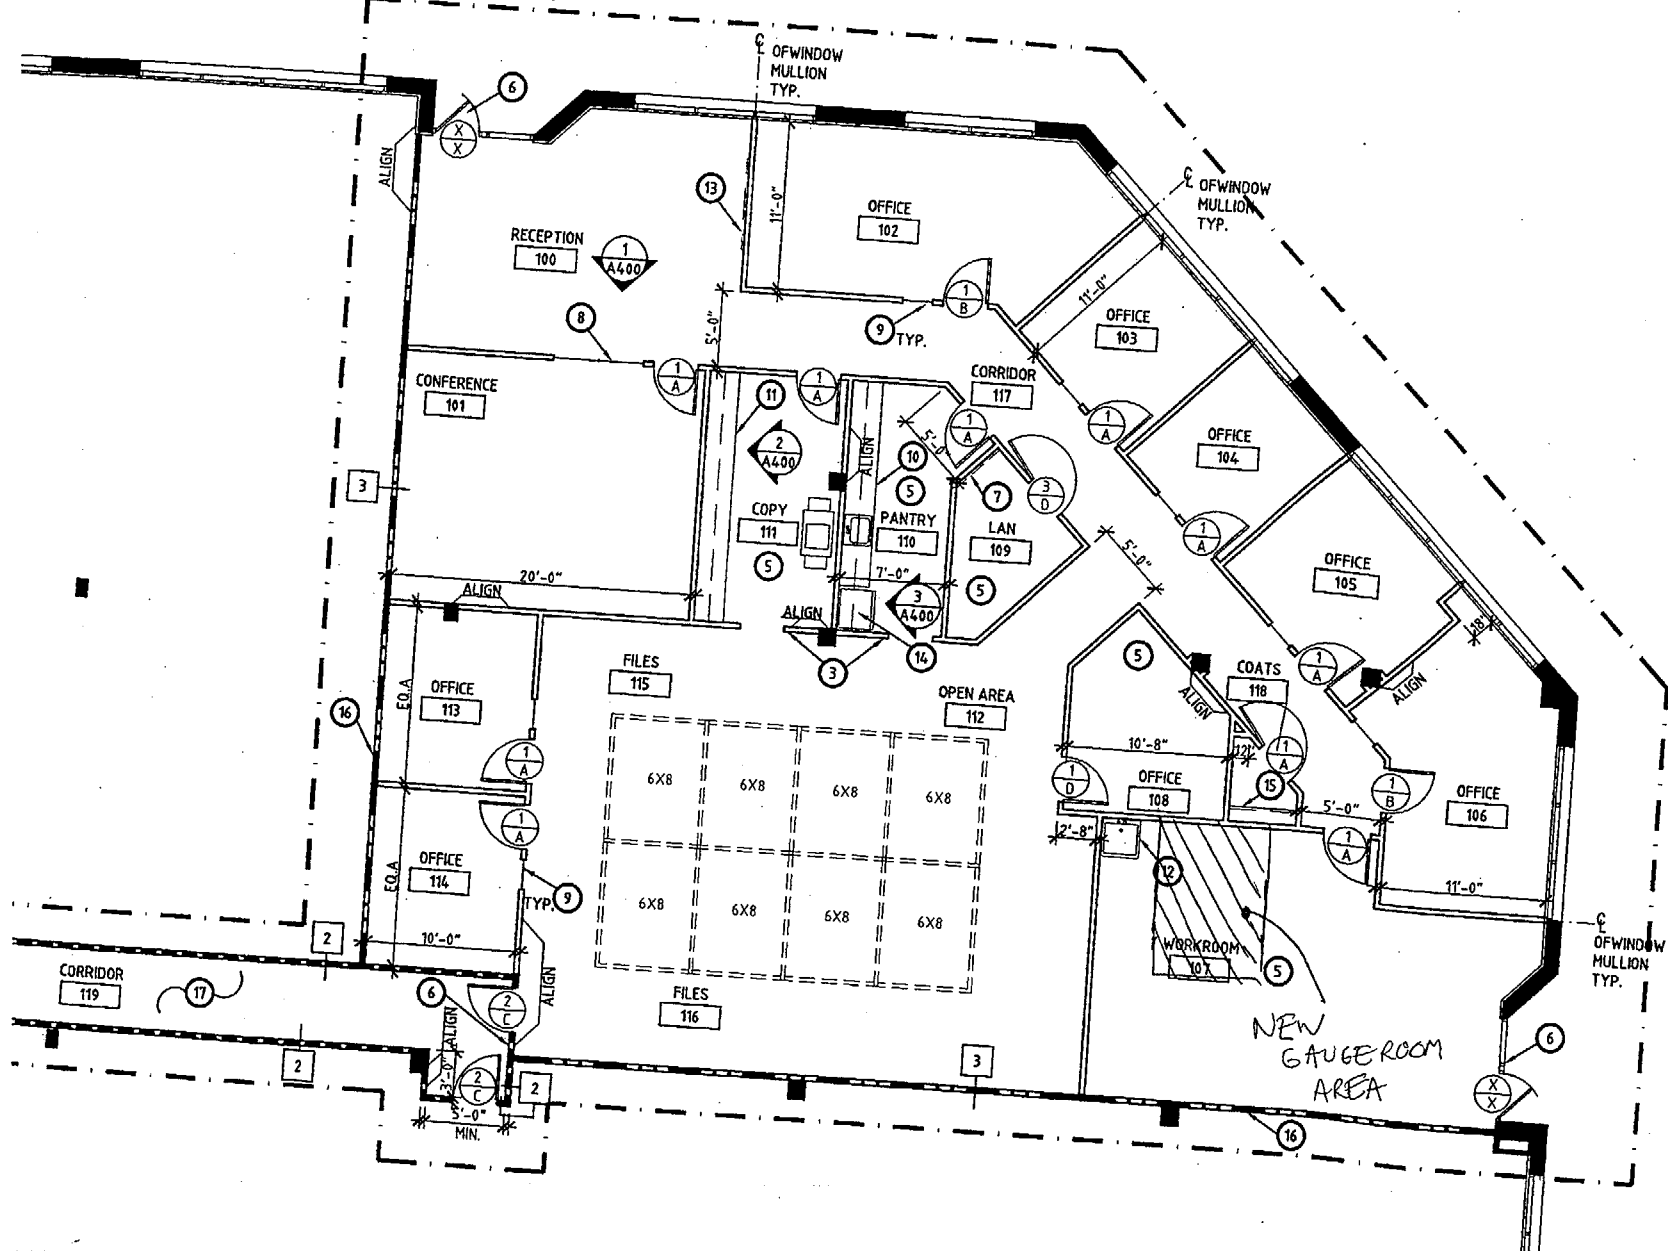 ℄ OF WINDOW
MULLION
TYP.
6
X
X
ALIGN
℄ OF WINDOW
MULLION
TYP.
13
11'-0"
OFFICE
102
RECEPTION
100
1
A400
1
B
11'-0"
OFFICE
103
8
5'-0"
9
TYP.
CONFERENCE
101
1
A
11
1
A
CORRIDOR
117
1
A
1
A
OFFICE
104
2
A400
ALIGN
5'-0"
10
5
7
3
D
3
COPY
111
PANTRY
110
LAN
109
1
A
5'-0"
OFFICE
105
5
20'-0"
7'-0"
5
3
A400
ALIGN
ALIGN
14
3
18"
FILES
115
OPEN AREA
112
5
COATS
118
1
A
ALIGN
ALIGN
EQ.A
OFFICE
113
16
1
A
10'-8"
12"
1
A
6X8
6X8
6X8
6X8
1
D
OFFICE
108
15
5'-0"
1
B
OFFICE
106
1
A
2'-8"
1
A
EQ.A
OFFICE
114
9
TYP.
12
11'-0"
6X8
6X8
6X8
6X8
℄ OF WINDOW
MULLION
TYP.
2
10'-0"
WORKROOM
107
5
CORRIDOR
119
17
6
ALIGN
2
C
FILES
116
NEW
GAUGEROOM
AREA
ALIGN
3'-0"
2
2
C
2
3
6
X
X
5'-0"
MIN.
16